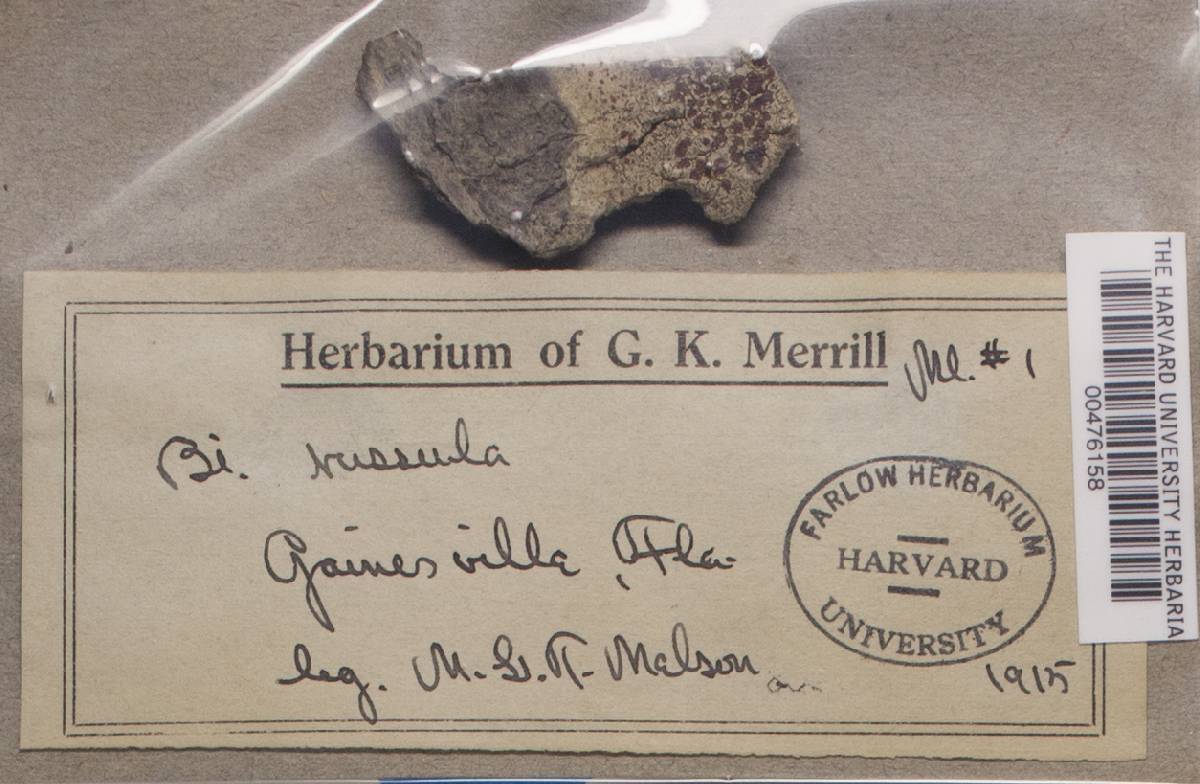 Herbarium of G. K. Merrill
# 1
Bi. russula
Gainesville, Fla-
leg. N. L. T. Nelson
1915
FARLOW HERBARIUM
HARVARD
UNIVERSITY
THE HARVARD UNIVERSITY HERBARIA
00476158